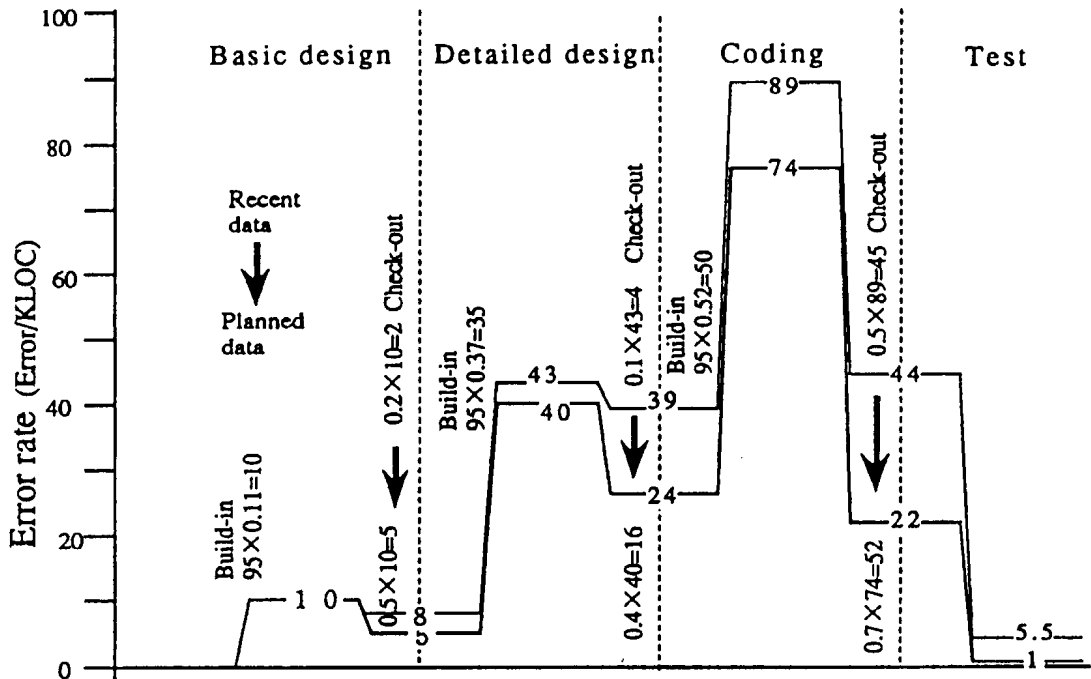 Error rate (Error/KLOC)
100
80
60
40
20
0
Basic design
Detailed design
Coding
Test
Recent
data
Planned
data
Build-in
95×0.11=10
10
0.2×10=2 Check-out
0.5×10=5
8
5
Build-in
95×0.37=35
43
40
0.1×43=4 Check-out
0.4×40=16
39
24
Build-in
95×0.52=50
89
74
0.5×89=45 Check-out
0.7×74=52
44
22
5.5
1